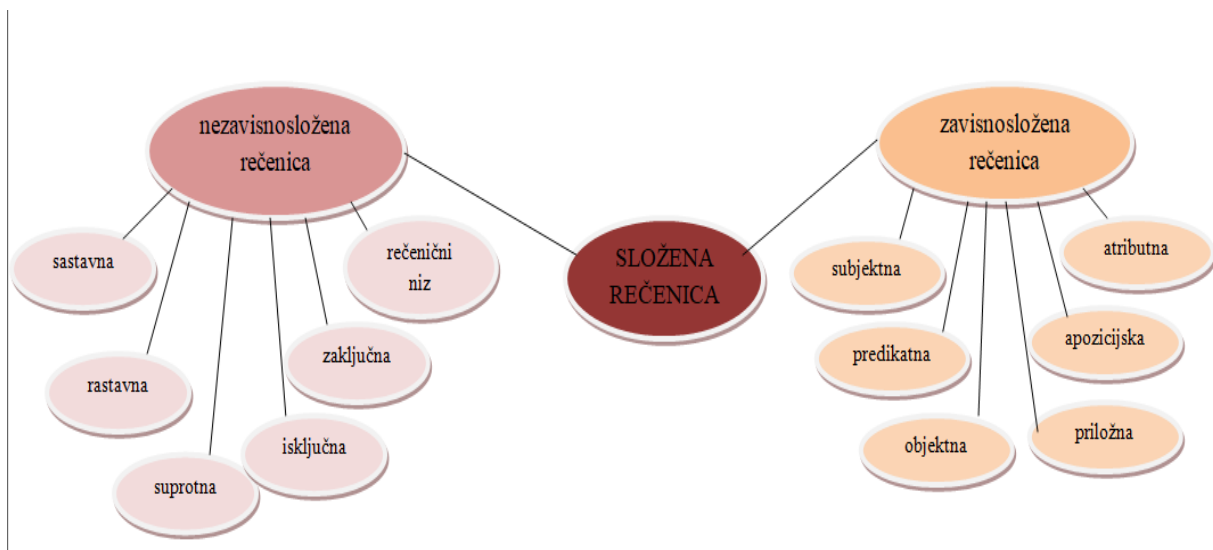 nezavisnosložena
rečenica
zavisnosložena
rečenica
SLOŽENA
REČENICA
sastavna
rastavna
suprotna
isključna
zaključna
rečenični
niz
subjektna
predikatna
objektna
priložna
apozicijska
atributna